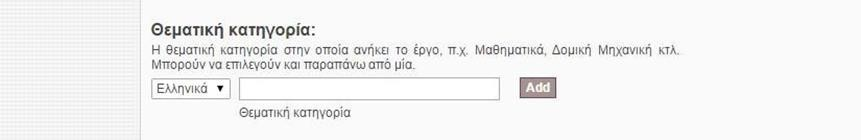 Θεματική κατηγορία:
Η θεματική κατηγορία στην οποία ανήκει το έργο, π.χ. Μαθηματικά, Δομική Μηχανική κτλ.
Μπορούν να επιλεγούν και παραπάνω από μία.
Ελληνικά Add
Θεματική κατηγορία